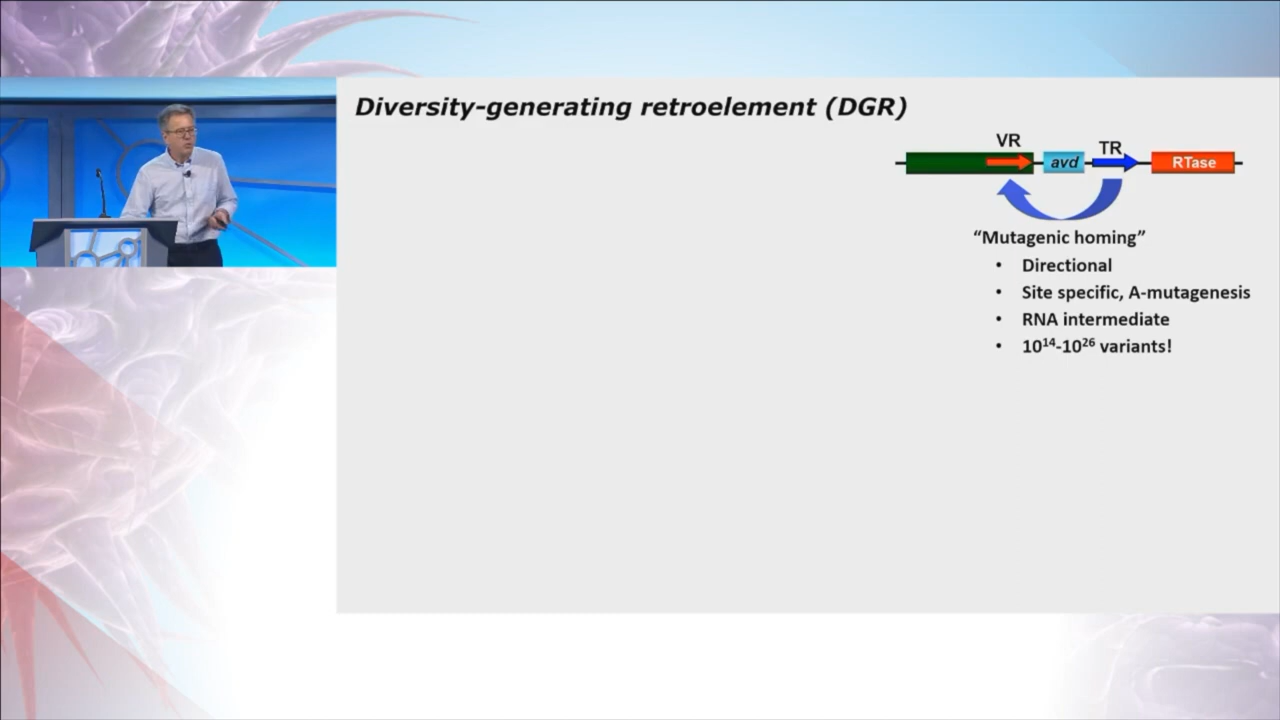 Diversity-generating retroelement (DGR)
VR
TR
avd
RTase
“Mutagenic homing”
• Directional
• Site specific, A-mutagenesis
• RNA intermediate
• 10¹⁴-10²⁶ variants!